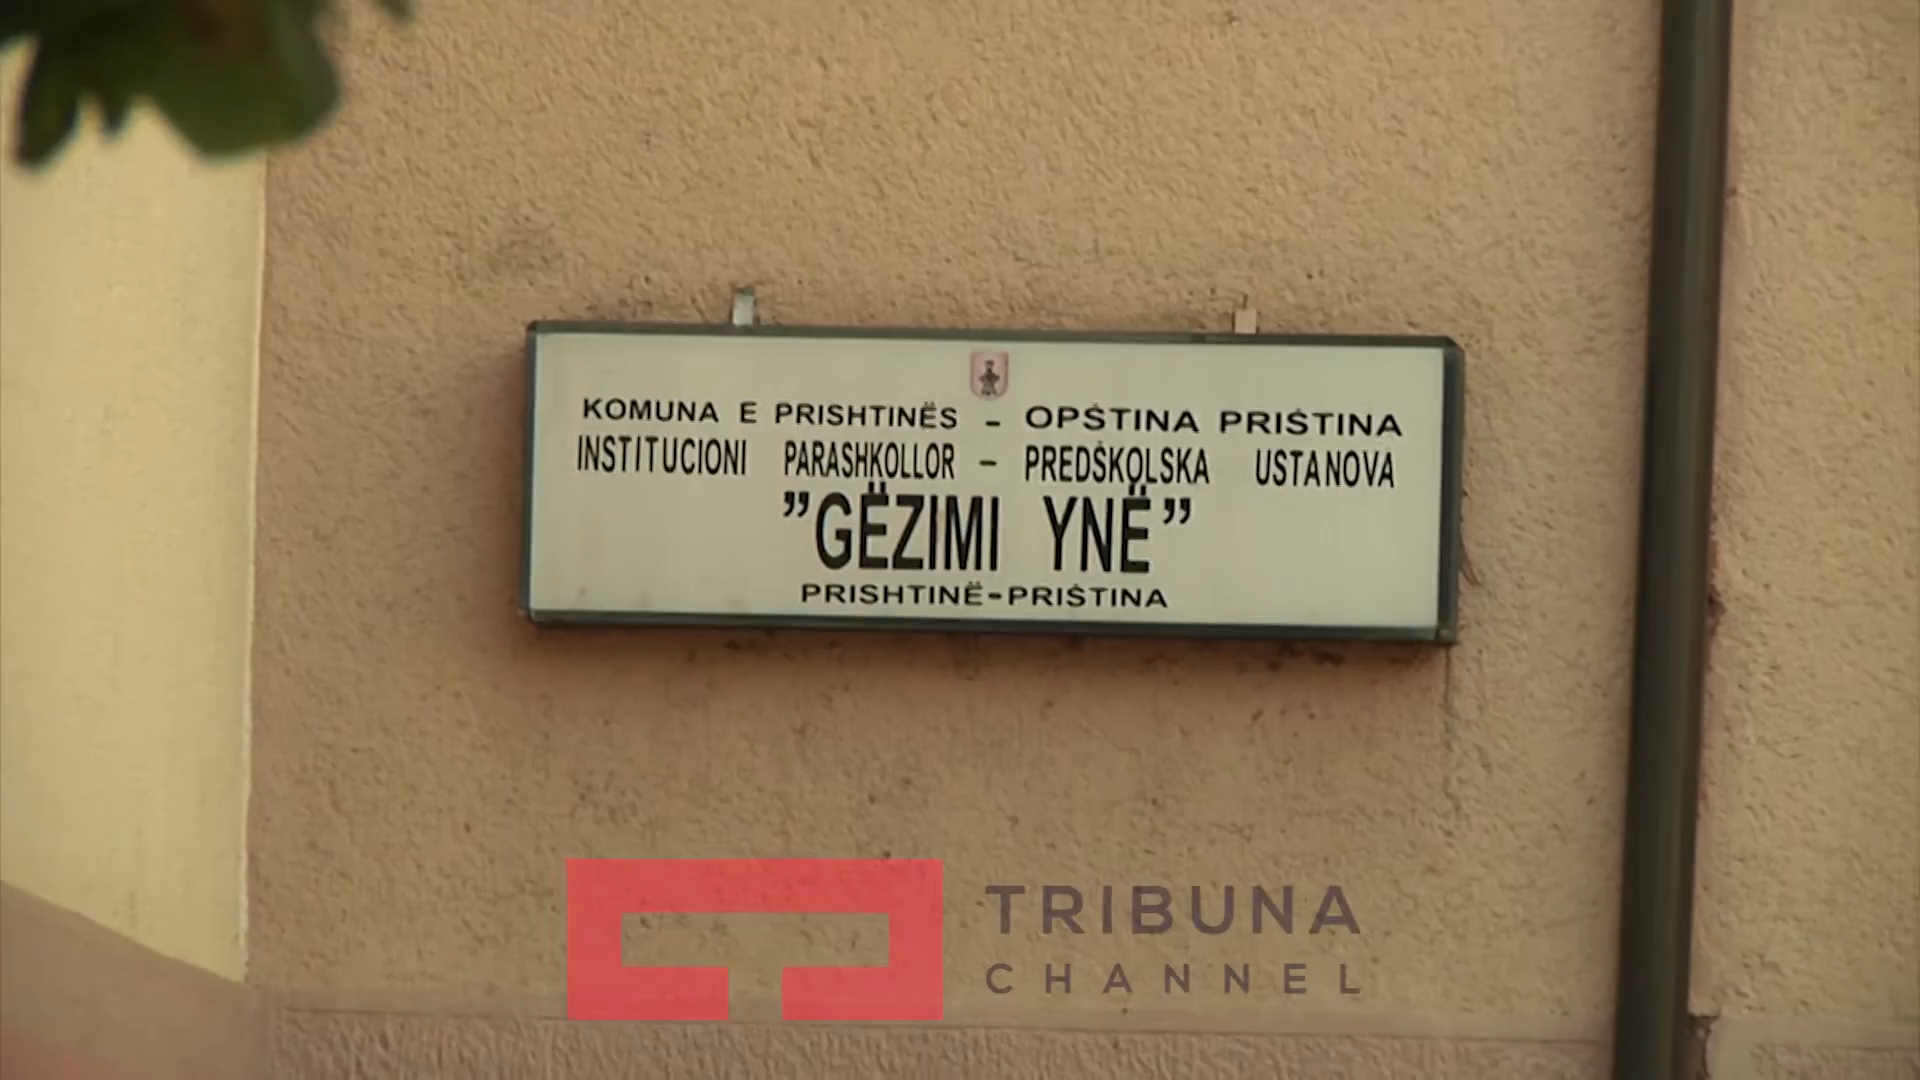 KOMUNA E PRISHTINËS - OPŠTINA PRIŠTINA
INSTITUCIONI PARASHKOLLOR - PREDŠKOLSKA USTANOVA
”GËZIMI YNË”
PRISHTINË-PRIŠTINA
TRIBUNA
CHANNEL